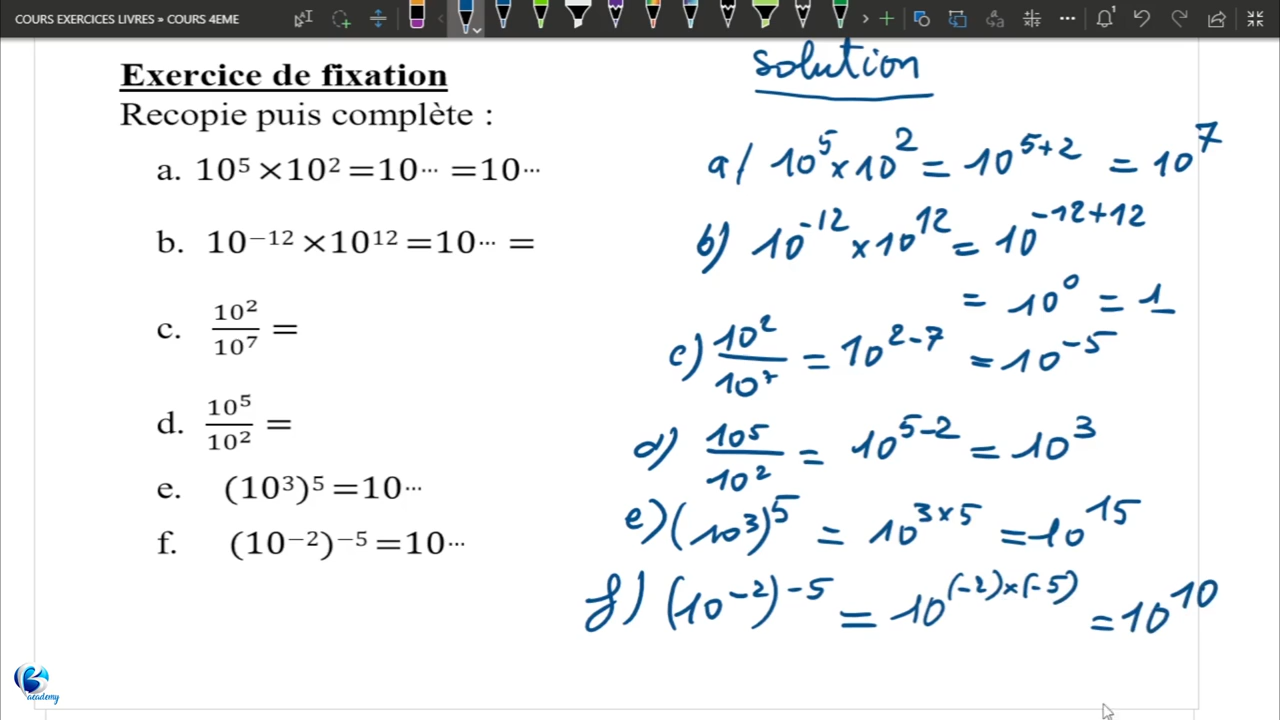 COURS EXERCICES LIVRES » COURS 4EME
Exercice de fixation
Recopie puis complète :
a. 10⁵ ×10² =10⋯ =10⋯
b. 10⁻¹² ×10¹² =10⋯ =
c. 10²/10⁷ =
d. 10⁵/10² =
e. (10³)⁵ =10⋯
f. (10⁻²)⁻⁵ =10⋯
solution
a/ 10⁵ × 10² = 10⁵⁺² = 10⁷
b) 10⁻¹² × 10¹² = 10⁻¹²⁺¹²
= 10⁰ = 1
c) 10²/10⁷ = 10²⁻⁷ = 10⁻⁵
d) 10⁵/10² = 10⁵⁻² = 10³
e) (10³)⁵ = 10³ˣ⁵ = 10¹⁵
f) (10⁻²)⁻⁵ = 10⁽⁻²⁾ˣ⁽⁻⁵⁾ = 10¹⁰
academy